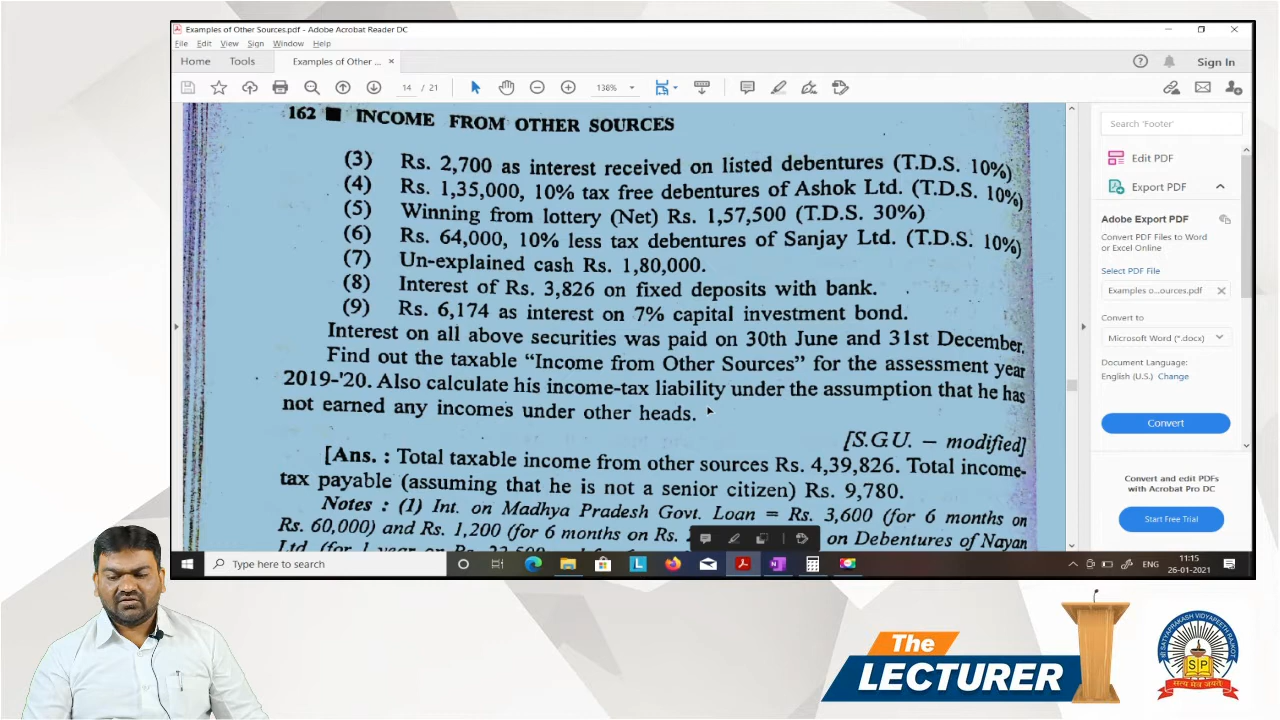 Examples of Other Sources.pdf - Adobe Acrobat Reader DC
File Edit View Sign Window Help
Home Tools Examples of Other ... × Sign In
14 / 21 138%
162 ■ INCOME FROM OTHER SOURCES
(3) Rs. 2,700 as interest received on listed debentures (T.D.S. 10%)
(4) Rs. 1,35,000, 10% tax free debentures of Ashok Ltd. (T.D.S. 10%)
(5) Winning from lottery (Net) Rs. 1,57,500 (T.D.S. 30%)
(6) Rs. 64,000, 10% less tax debentures of Sanjay Ltd. (T.D.S. 10%)
(7) Un-explained cash Rs. 1,80,000.
(8) Interest of Rs. 3,826 on fixed deposits with bank.
(9) Rs. 6,174 as interest on 7% capital investment bond.
Interest on all above securities was paid on 30th June and 31st December.
Find out the taxable “Income from Other Sources” for the assessment year
2019-'20. Also calculate his income-tax liability under the assumption that he has
not earned any incomes under other heads.
[S.G.U. – modified]
[Ans. : Total taxable income from other sources Rs. 4,39,826. Total income-
tax payable (assuming that he is not a senior citizen) Rs. 9,780.
Notes : (1) Int. on Madhya Pradesh Govt. Loan = Rs. 3,600 (for 6 months on
Rs. 60,000) and Rs. 1,200 (for 6 months on Rs. on Debentures of Nayan
Ltd. (for 1 year on Rs.
Search 'Footer'
Edit PDF
Export PDF
Adobe Export PDF
Convert PDF Files to Word
or Excel Online
Select PDF File
Examples o...ources.pdf ×
Convert to
Microsoft Word (*.docx)
Document Language:
English (U.S.) Change
Convert
Convert and edit PDFs
with Acrobat Pro DC
Start Free Trial
Type here to search
ENG
11:15
26-01-2021
The
LECTURER
SHREE SATYAPRAKASH VIDYAPEETH RAJKOT
SP
सत्यमेव जयते